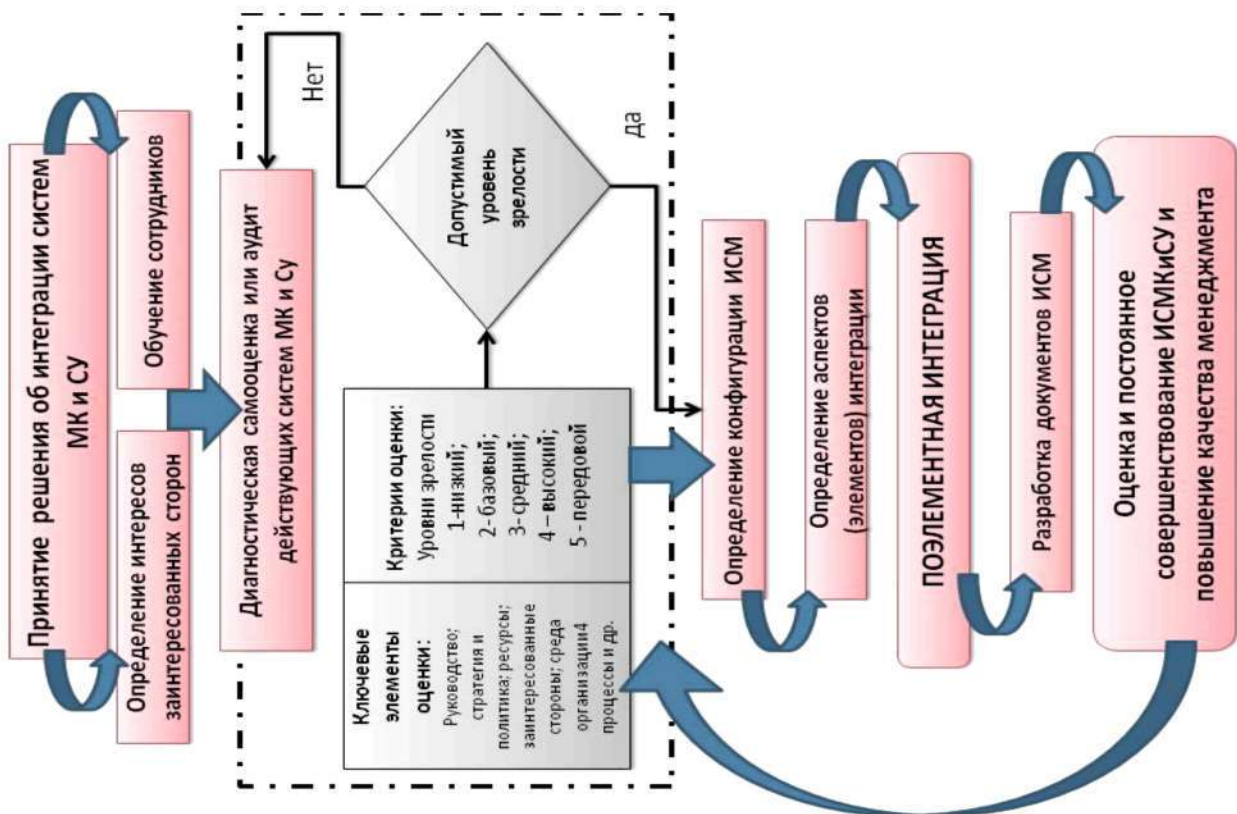 Принятие решения об интеграции систем
МК и СУ
Определение интересов
заинтересованных сторон
Обучение сотрудников
Диагностическая самооценка или аудит
действующих систем МК и Су
Ключевые
элементы
оценки:
Руководство;
стратегия и
политика; ресурсы;
заинтересованные
стороны; среда
организации4
процессы и др.
Критерии оценки:
Уровни зрелости
1-низкий;
2- базовый;
3- средний;
4 – высокий;
5 - передовой
Допустимый
уровень
зрелости
Нет
да
Определение конфигурации ИСМ
Определение аспектов
(элементов) интеграции
ПОЭЛЕМЕНТНАЯ ИНТЕГРАЦИЯ
Разработка документов ИСМ
Оценка и постоянное
совершенствование ИСМКиСУ и
повышение качества менеджмента